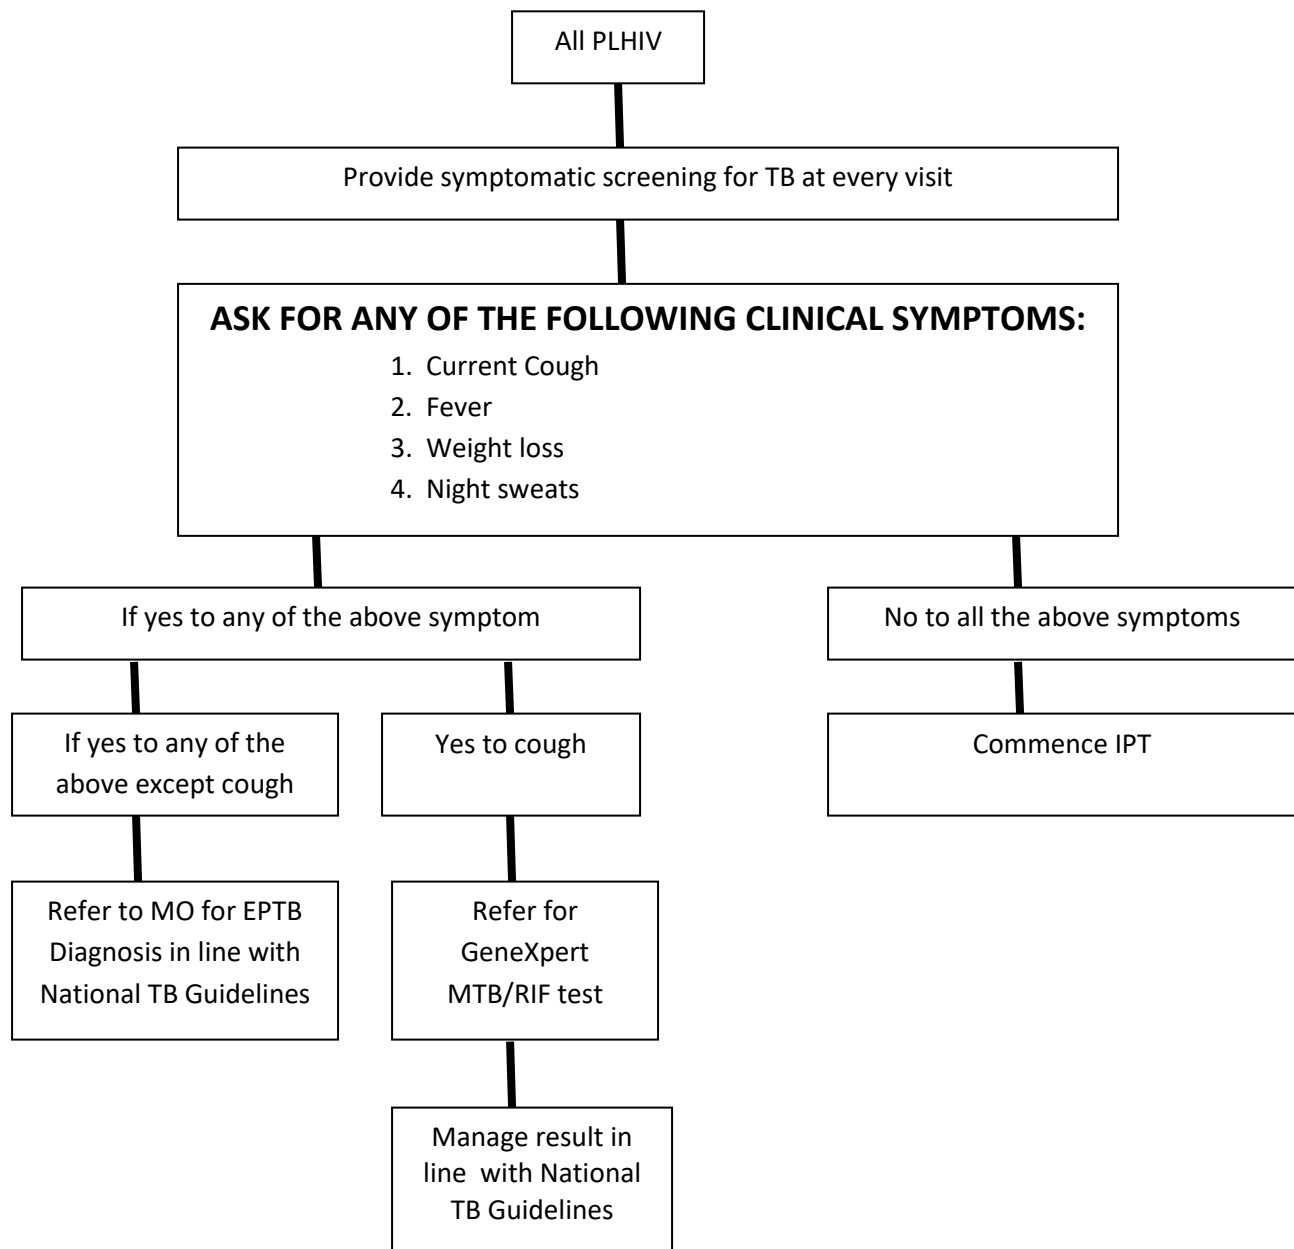 All PLHIV
Provide symptomatic screening for TB at every visit
ASK FOR ANY OF THE FOLLOWING CLINICAL SYMPTOMS:
1. Current Cough
2. Fever
3. Weight loss
4. Night sweats
If yes to any of the above symptom
No to all the above symptoms
If yes to any of the
above except cough
Yes to cough
Commence IPT
Refer to MO for EPTB
Diagnosis in line with
National TB Guidelines
Refer for
GeneXpert
MTB/RIF test
Manage result in
line with National
TB Guidelines